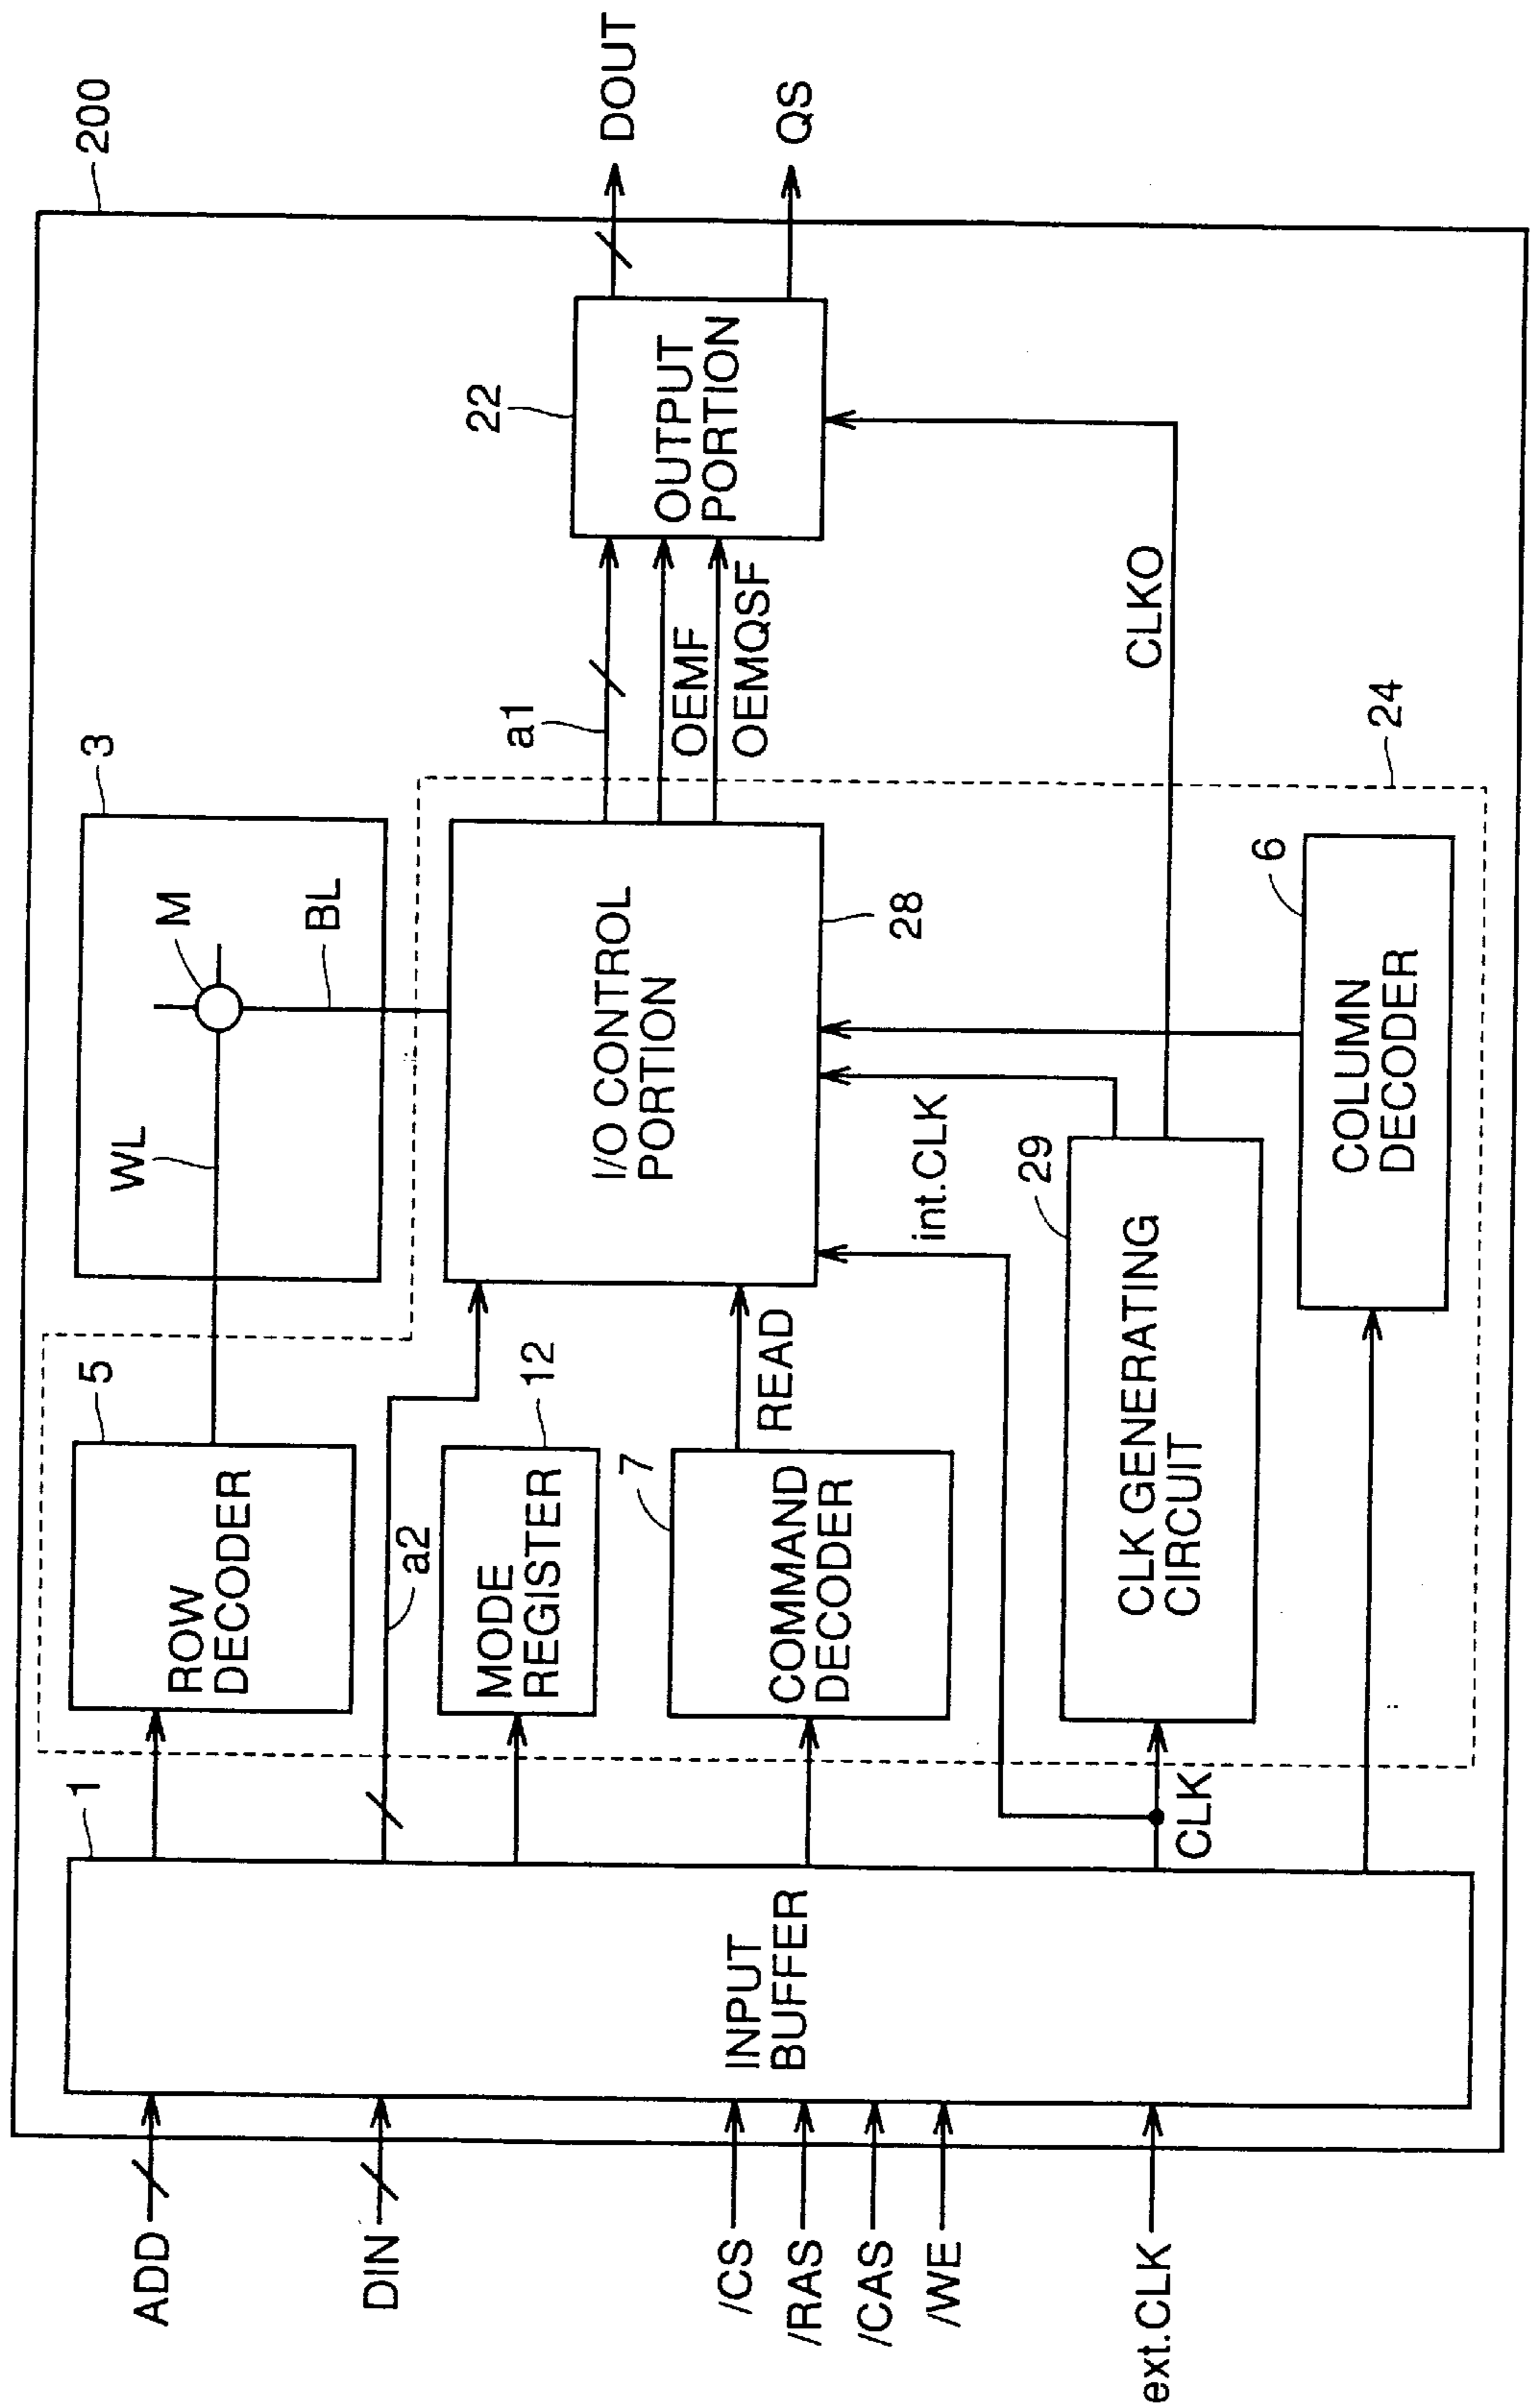 200
ADD
DIN
/CS
/RAS
/CAS
/WE
ext.CLK
1
INPUT
BUFFER
5
ROW
DECODER
a2
12
MODE
REGISTER
7
COMMAND
DECODER
READ
CLK
29
CLK GENERATING
CIRCUIT
int.CLK
3
WL
M
BL
I/O CONTROL
PORTION
28
6
COLUMN
DECODER
24
a1
OEMF
OEMQSF
CLKO
22
OUTPUT
PORTION
DOUT
QS